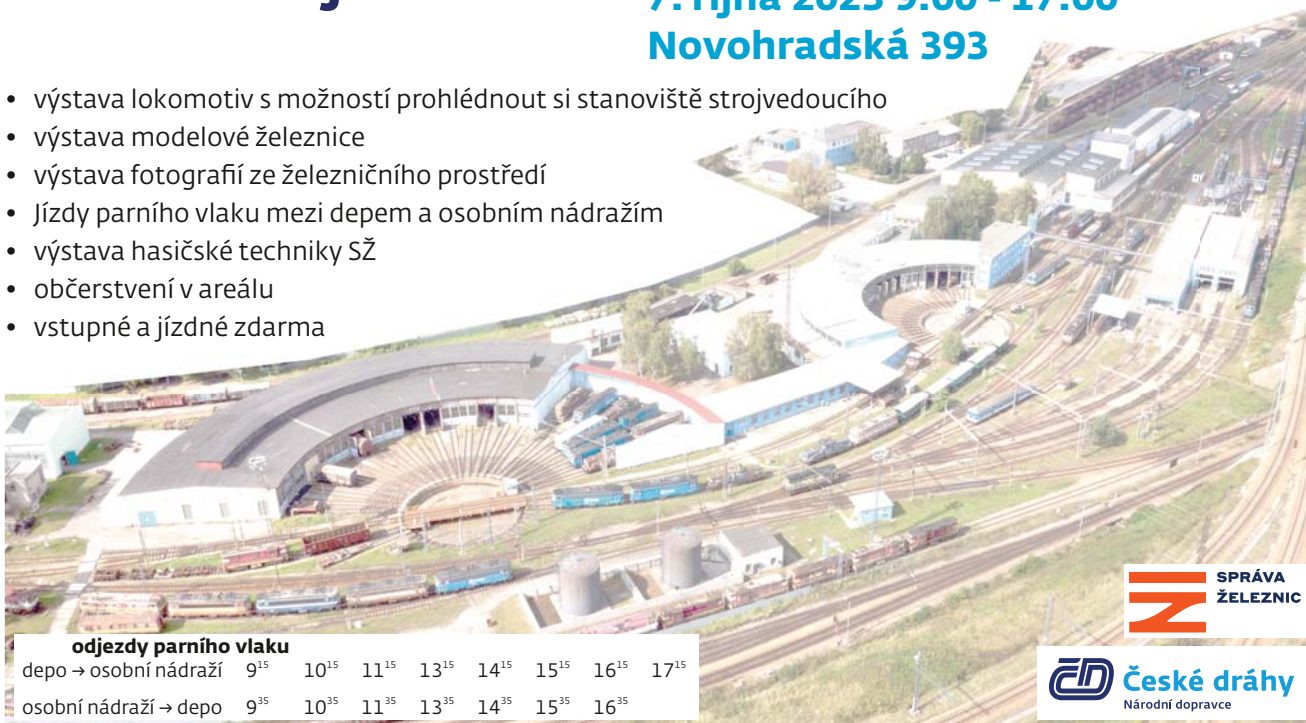 7. října 2023 9:00 - 17:00
Novohradská 393
• výstava lokomotiv s možností prohlédnout si stanoviště strojvedoucího
• výstava modelové železnice
• výstava fotografií ze železničního prostředí
• Jízdy parního vlaku mezi depem a osobním nádražím
• výstava hasičské techniky SŽ
• občerstvení v areálu
• vstupné a jízdné zdarma
SPRÁVA
ŽELEZNIC
odjezdy parního vlaku
depo → osobní nádraží 9¹⁵ 10¹⁵ 11¹⁵ 13¹⁵ 14¹⁵ 15¹⁵ 16¹⁵ 17¹⁵
osobní nádraží → depo 9³⁵ 10³⁵ 11³⁵ 13³⁵ 14³⁵ 15³⁵ 16³⁵
ČD České dráhy
Národní dopravce